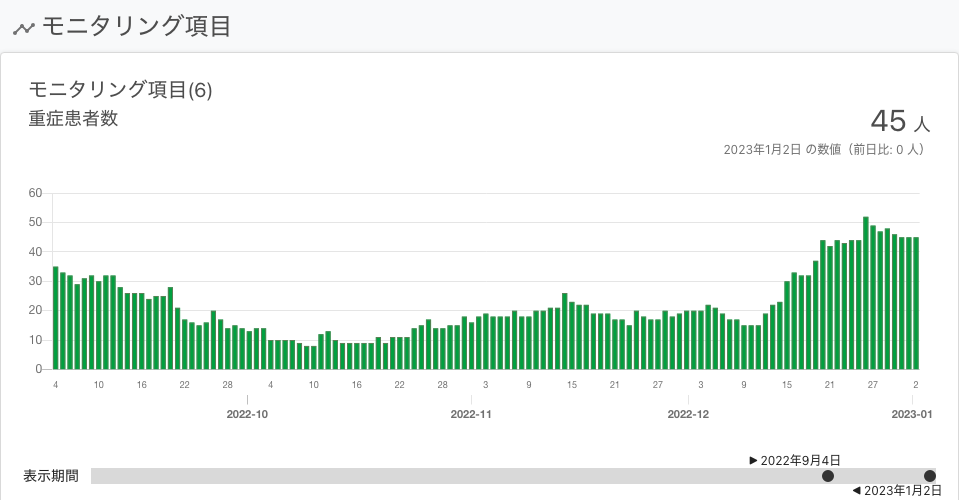 モニタリング項目
モニタリング項目(6)
重症患者数
45 人
2023年1月2日 の数値（前日比: 0 人）
60
50
40
30
20
10
0
4 10 16 22 28 4 10 16 22 28 3 9 15 21 27 3 9 15 21 27 2
2022-10 2022-11 2022-12 2023-01
▶ 2022年9月4日
表示期間
◀ 2023年1月2日